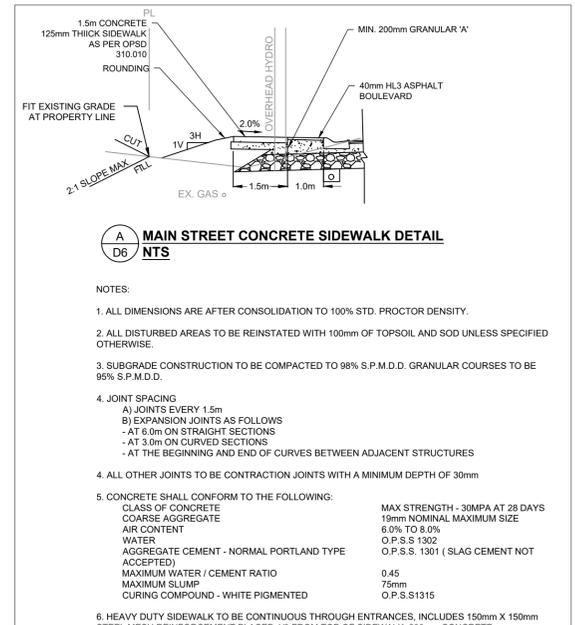 PL
1.5m CONCRETE
125mm THIICK SIDEWALK
AS PER OPSD
310.010
ROUNDING
FIT EXISTING GRADE
AT PROPERTY LINE
CUT
FILL
2:1 SLOPE MAX
3H
1V
2.0%
OVERHEAD HYDRO
MIN. 200mm GRANULAR 'A'
40mm HL3 ASPHALT
BOULEVARD
EX. GAS
1.5m
1.0m
A
D6
MAIN STREET CONCRETE SIDEWALK DETAIL
NTS
NOTES:
1. ALL DIMENSIONS ARE AFTER CONSOLIDATION TO 100% STD. PROCTOR DENSITY.
2. ALL DISTURBED AREAS TO BE REINSTATED WITH 100mm OF TOPSOIL AND SOD UNLESS SPECIFIED
OTHERWISE.
3. SUBGRADE CONSTRUCTION TO BE COMPACTED TO 98% S.P.M.D.D. GRANULAR COURSES TO BE
95% S.P.M.D.D.
4. JOINT SPACING
A) JOINTS EVERY 1.5m
B) EXPANSION JOINTS AS FOLLOWS
- AT 6.0m ON STRAIGHT SECTIONS
- AT 3.0m ON CURVED SECTIONS
- AT THE BEGINNING AND END OF CURVES BETWEEN ADJACENT STRUCTURES
4. ALL OTHER JOINTS TO BE CONTRACTION JOINTS WITH A MINIMUM DEPTH OF 30mm
5. CONCRETE SHALL CONFORM TO THE FOLLOWING:
CLASS OF CONCRETE MAX STRENGTH - 30MPA AT 28 DAYS
COARSE AGGREGATE 19mm NOMINAL MAXIMUM SIZE
AIR CONTENT 6.0% TO 8.0%
WATER O.P.S.S 1302
AGGREGATE CEMENT - NORMAL PORTLAND TYPE O.P.S.S. 1301 ( SLAG CEMENT NOT
ACCEPTED)
MAXIMUM WATER / CEMENT RATIO 0.45
MAXIMUM SLUMP 75mm
CURING COMPOUND - WHITE PIGMENTED O.P.S.S1315
6. HEAVY DUTY SIDEWALK TO BE CONTINUOUS THROUGH ENTRANCES, INCLUDES 150mm X 150mm